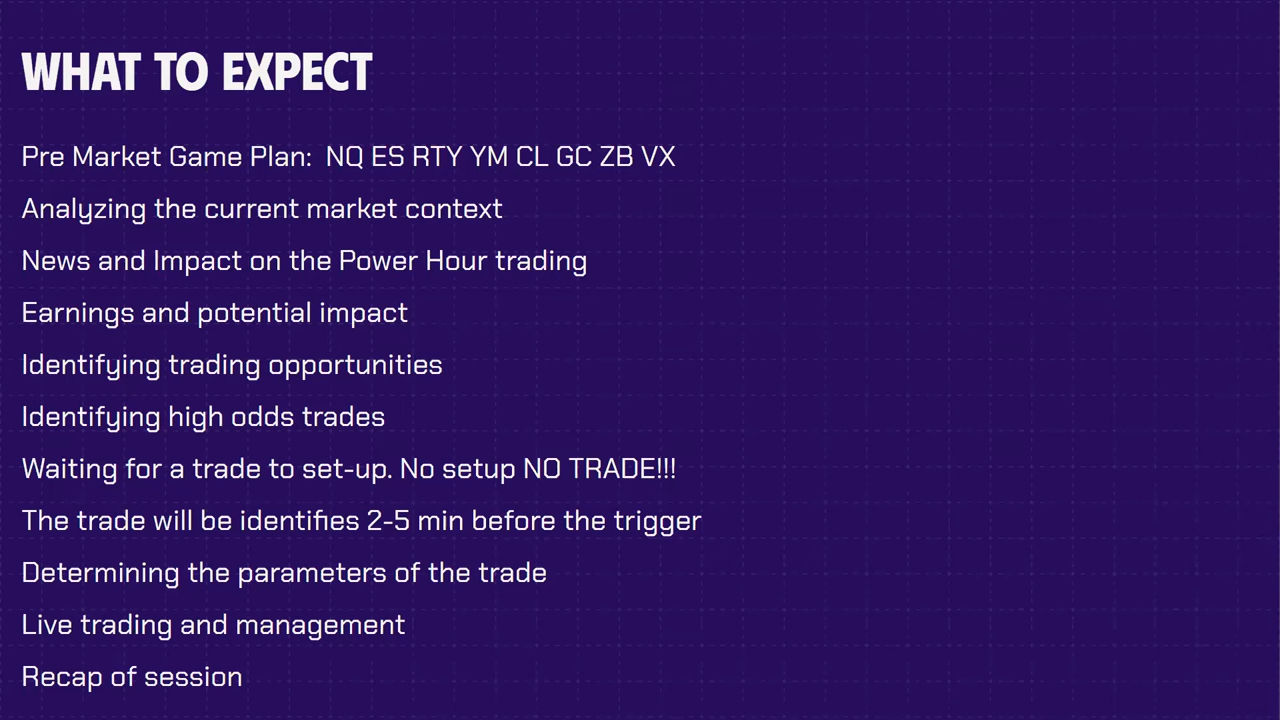 WHAT TO EXPECT
Pre Market Game Plan:  NQ ES RTY YM CL GC ZB VX
Analyzing the current market context
News and Impact on the Power Hour trading
Earnings and potential impact
Identifying trading opportunities
Identifying high odds trades
Waiting for a trade to set-up. No setup NO TRADE!!!
The trade will be identifies 2-5 min before the trigger
Determining the parameters of the trade
Live trading and management
Recap of session